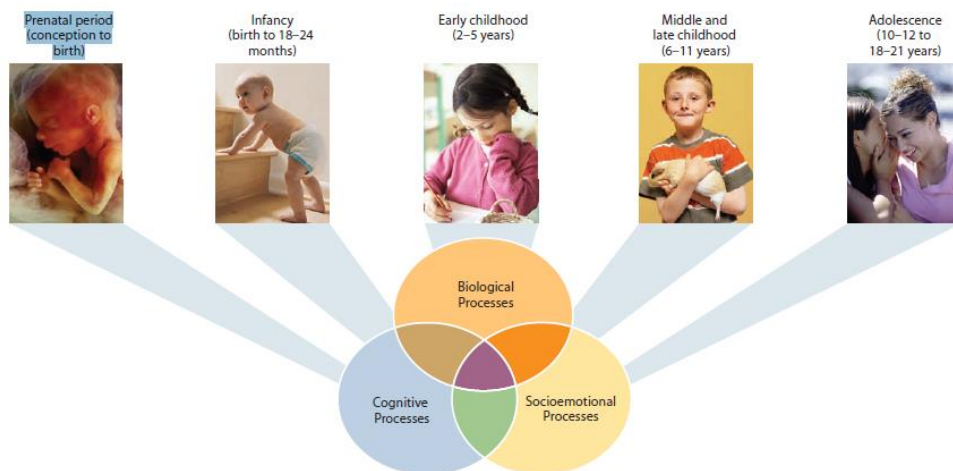 Prenatal period
(conception to
birth)
Infancy
(birth to 18–24
months)
Early childhood
(2–5 years)
Middle and
late childhood
(6–11 years)
Adolescence
(10–12 to
18–21 years)
Biological
Processes
Cognitive
Processes
Socioemotional
Processes